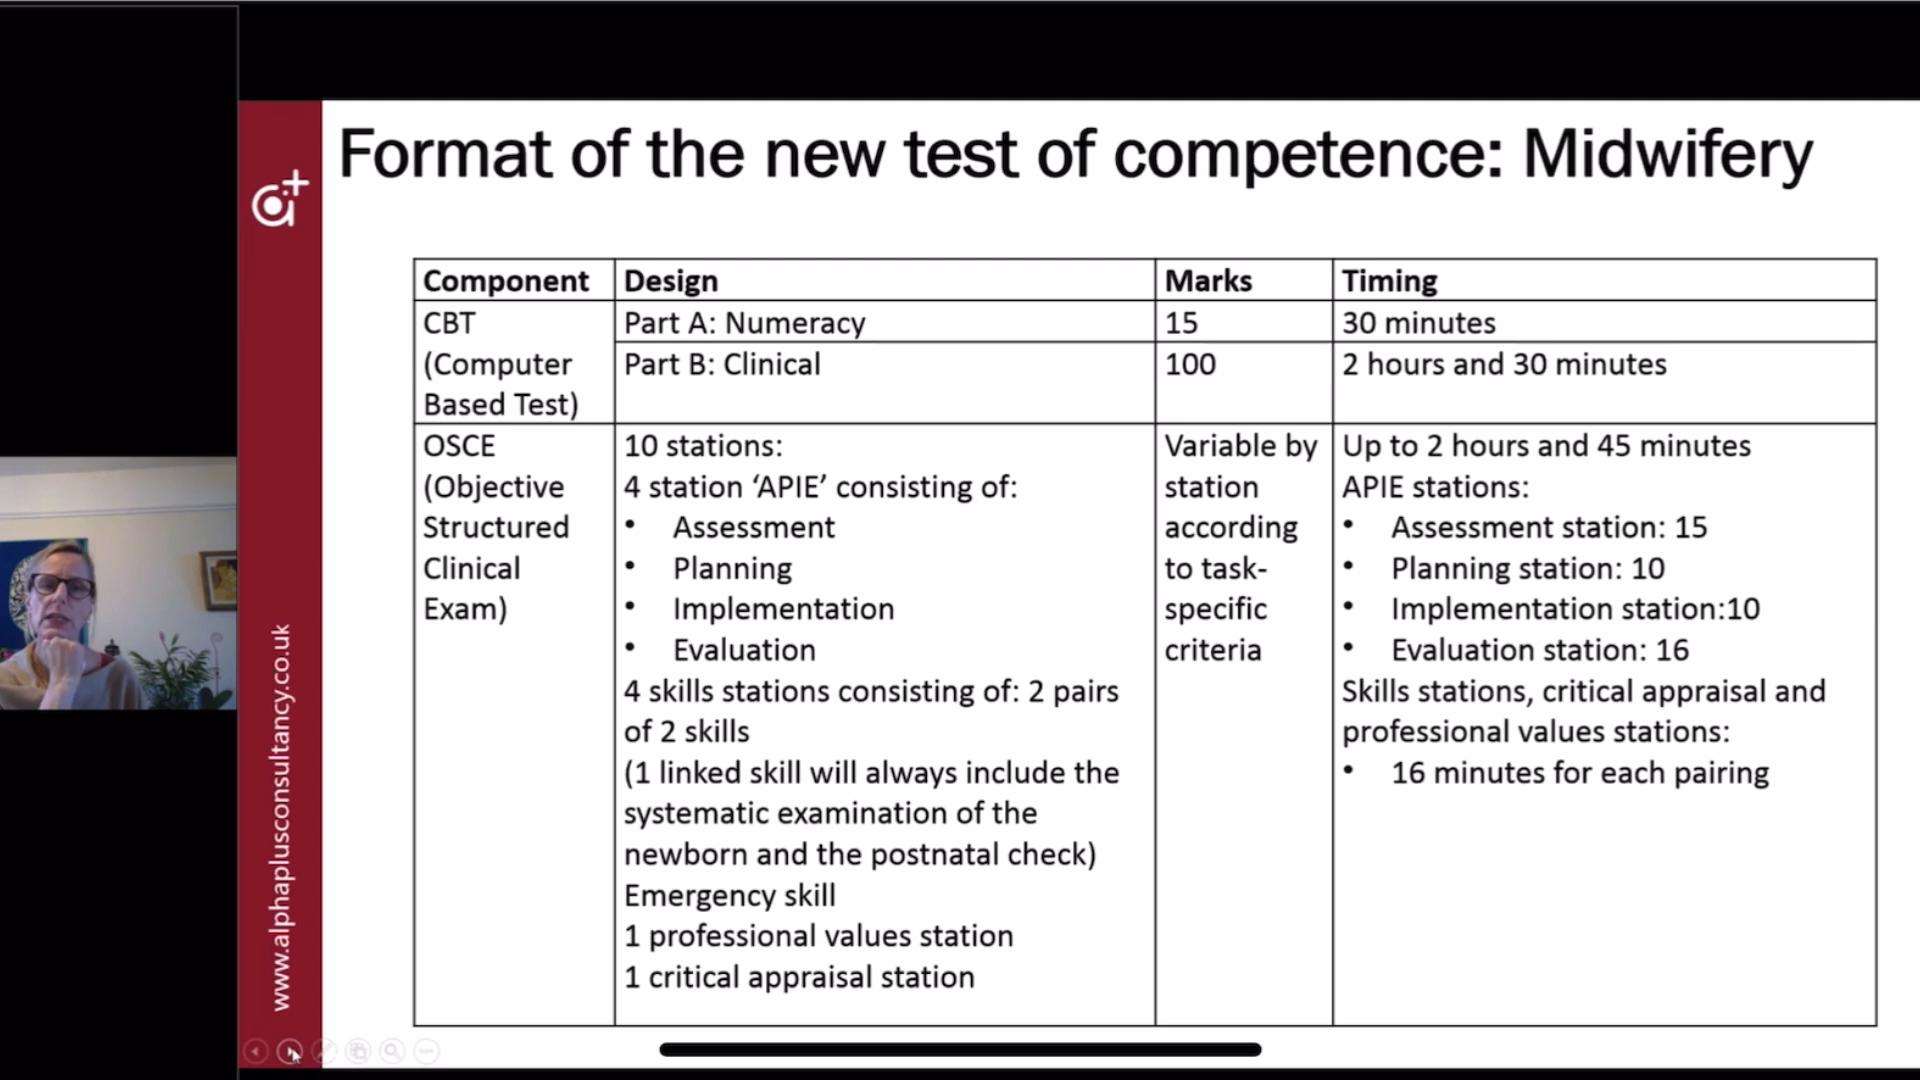 Format of the new test of competence: Midwifery
a+
www.alphaplusconsultancy.co.uk
Component
Design
Marks
Timing
CBT
(Computer
Based Test)
Part A: Numeracy
15
30 minutes
Part B: Clinical
100
2 hours and 30 minutes
OSCE
(Objective
Structured
Clinical
Exam)
10 stations:
4 station ‘APIE’ consisting of:
• Assessment
• Planning
• Implementation
• Evaluation
4 skills stations consisting of: 2 pairs
of 2 skills
(1 linked skill will always include the
systematic examination of the
newborn and the postnatal check)
Emergency skill
1 professional values station
1 critical appraisal station
Variable by
station
according
to task-
specific
criteria
Up to 2 hours and 45 minutes
APIE stations:
• Assessment station: 15
• Planning station: 10
• Implementation station:10
• Evaluation station: 16
Skills stations, critical appraisal and
professional values stations:
• 16 minutes for each pairing